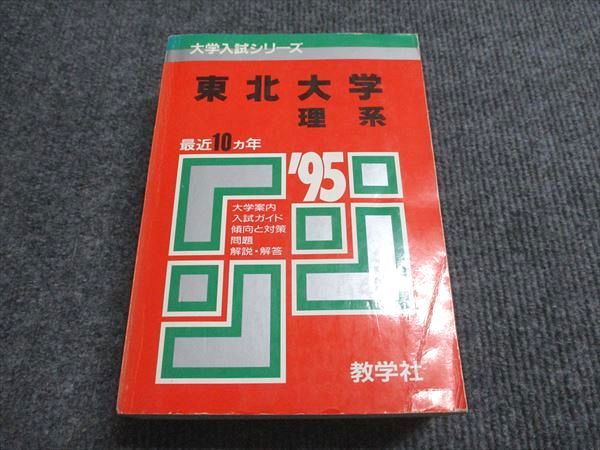 大学入試シリーズ
東北大学
理系
最近10ヵ年
'95
大学案内
入試ガイド
傾向と対策
問題
解説・解答
教学社